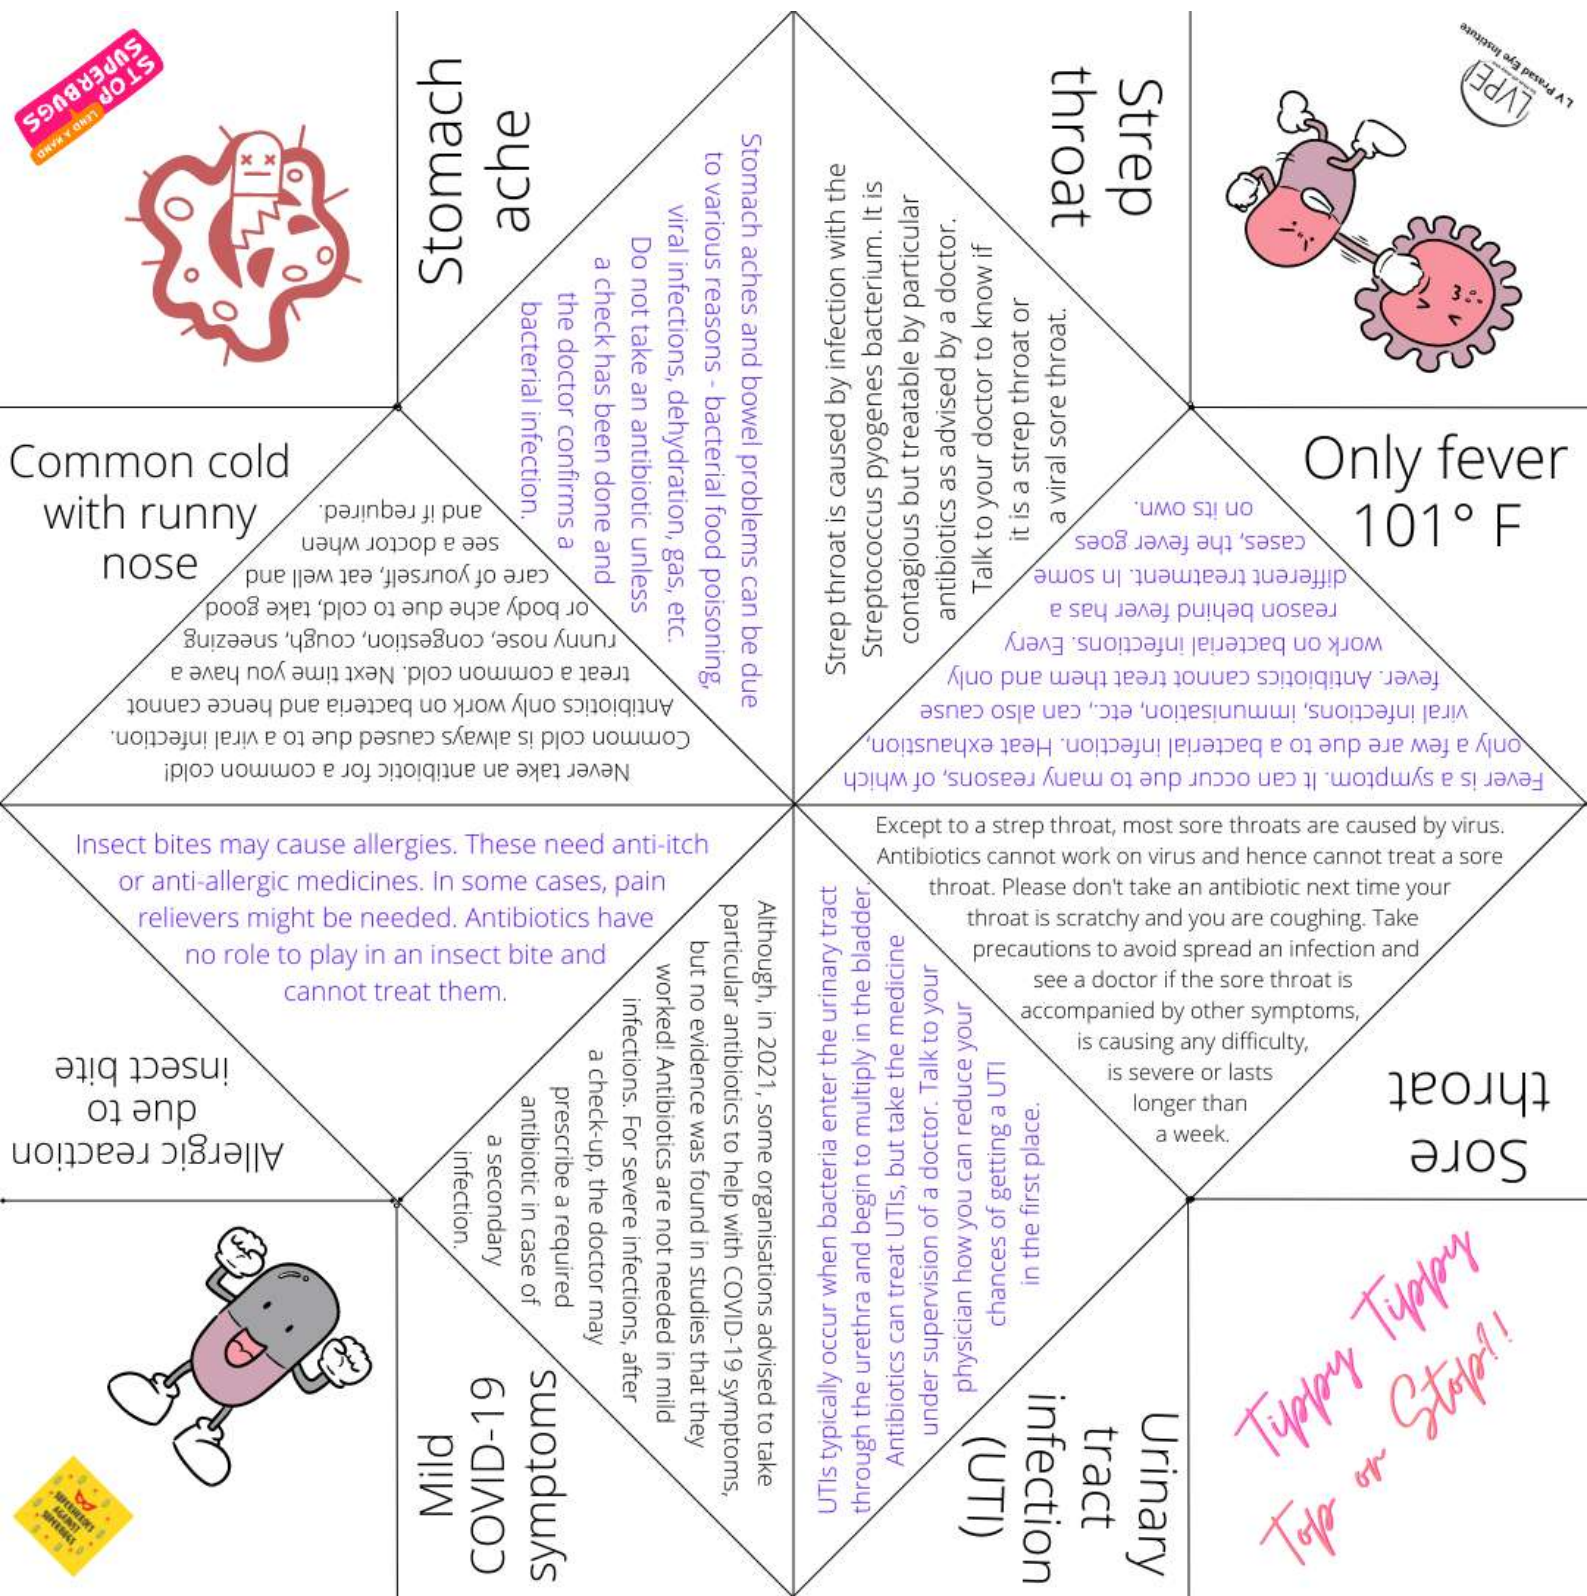 STOP
SUPERBUGS
LEND A HAND
Stomach
ache
Stomach aches and bowel problems can be due
to various reasons - bacterial food poisoning,
viral infections, dehydration, gas, etc.
Do not take an antibiotic unless
a check has been done and
the doctor confirms a
bacterial infection.
Strep
throat
Strep throat is caused by infection with the
Streptococcus pyogenes bacterium. It is
contagious but treatable by particular
antibiotics as advised by a doctor.
Talk to your doctor to know if
it is a strep throat or
a viral sore throat.
LVPEI
L V Prasad Eye Institute
Common cold
with runny
nose
Never take an antibiotic for a common cold!
Common cold is always caused due to a viral infection.
Antibiotics only work on bacteria and hence cannot
treat a common cold. Next time you have a
runny nose, congestion, cough, sneezing
or body ache due to cold, take good
care of yourself, eat well and
see a doctor when
and if required.
Only fever
101° F
Fever is a symptom. It can occur due to many reasons, of which
only a few are due to a bacterial infection. Heat exhaustion,
viral infections, immunisation, etc., can also cause
fever. Antibiotics cannot treat them and only
work on bacterial infections. Every
reason behind fever has a
different treatment. In some
cases, the fever goes
on its own.
Insect bites may cause allergies. These need anti-itch
or anti-allergic medicines. In some cases, pain
relievers might be needed. Antibiotics have
no role to play in an insect bite and
cannot treat them.
Allergic reaction
due to
insect bite
Except to a strep throat, most sore throats are caused by virus.
Antibiotics cannot work on virus and hence cannot treat a sore
throat. Please don't take an antibiotic next time your
throat is scratchy and you are coughing. Take
precautions to avoid spread an infection and
see a doctor if the sore throat is
accompanied by other symptoms,
is causing any difficulty,
is severe or lasts
longer than
a week.
Sore
throat
Although, in 2021, some organisations advised to take
particular antibiotics to help with COVID-19 symptoms,
but no evidence was found in studies that they
worked! Antibiotics are not needed in mild
infections. For severe infections, after
a check-up, the doctor may
prescribe a required
antibiotic in case of
a secondary
infection.
Mild
COVID-19
symptoms
UTIs typically occur when bacteria enter the urinary tract
through the urethra and begin to multiply in the bladder.
Antibiotics can treat UTIs, but take the medicine
under supervision of a doctor. Talk to your
physician how you can reduce your
chances of getting a UTI
in the first place.
Urinary
tract
infection
(UTI)
SUPERHEROES
AGAINST
SUPERBUGS
Tippy Tippy
Top or Stop!!